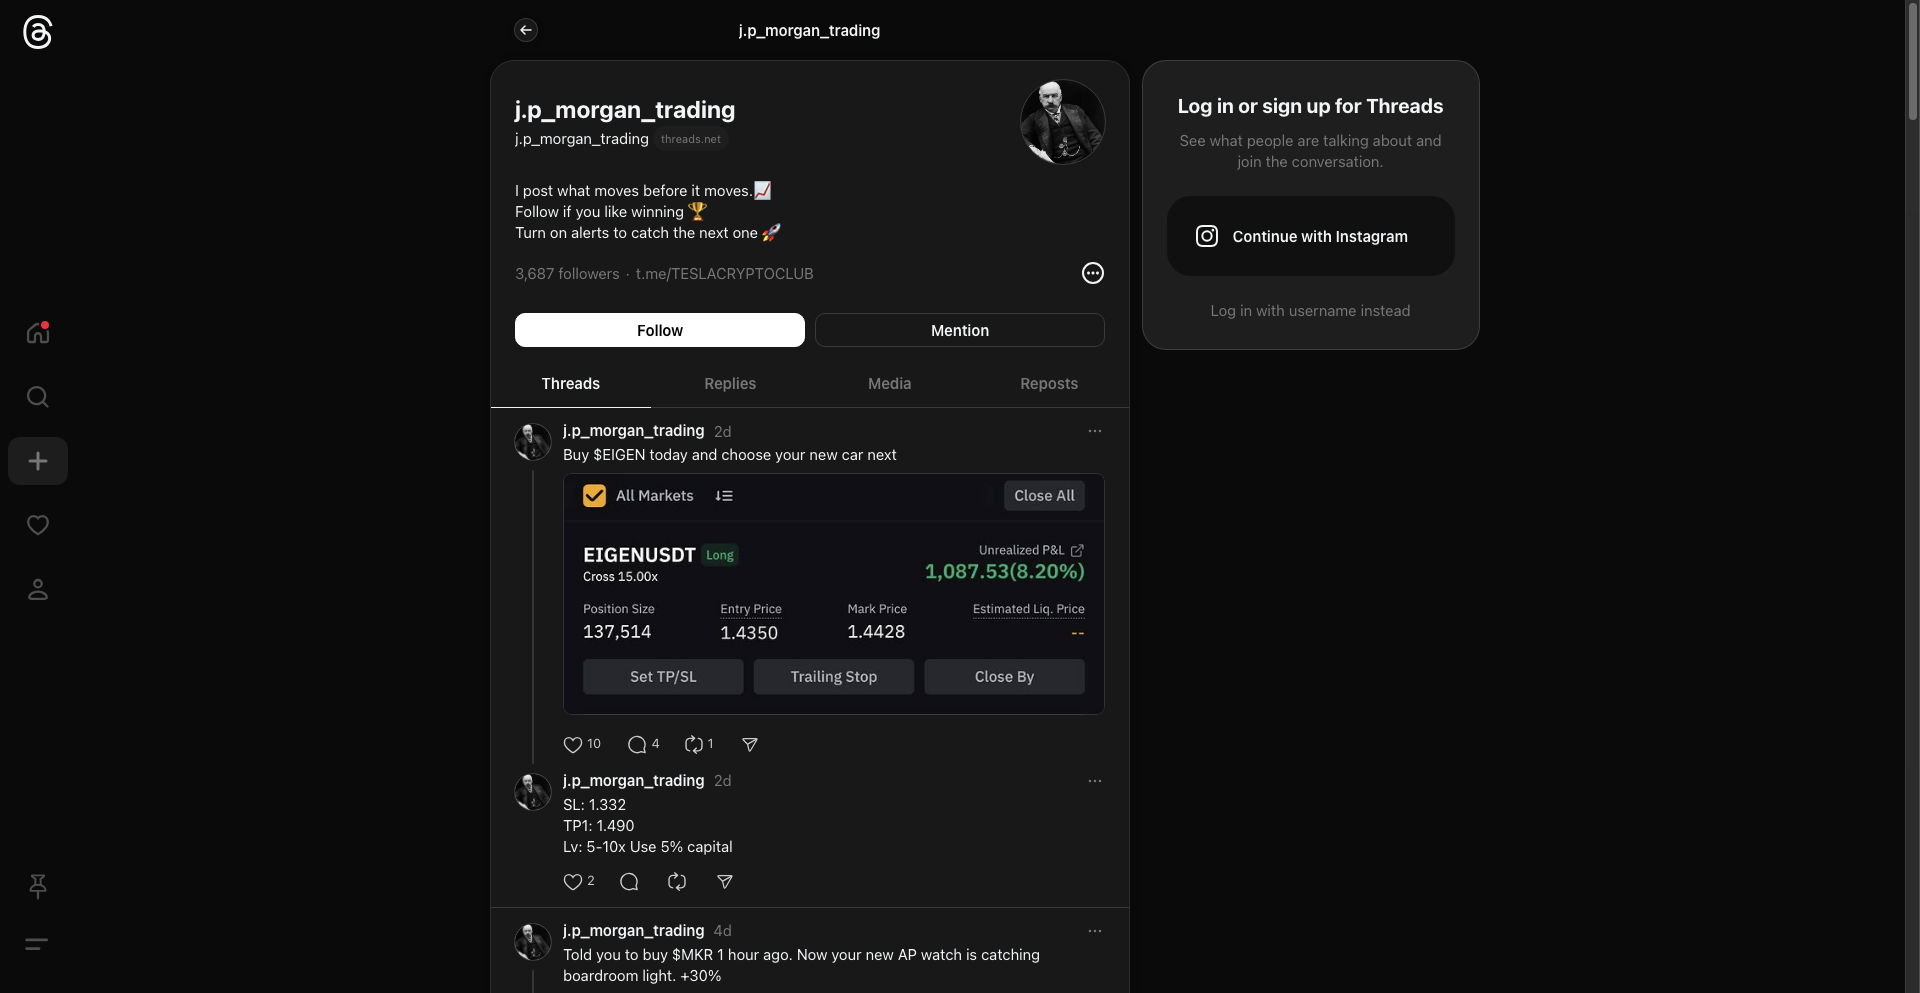 j.p_morgan_trading
j.p_morgan_trading
j.p_morgan_trading threads.net
I post what moves before it moves.📈
Follow if you like winning 🏆
Turn on alerts to catch the next one 🚀
3,687 followers · t.me/TESLACRYPTOCLUB
Follow
Mention
Threads
Replies
Media
Reposts
j.p_morgan_trading 2d
Buy $EIGEN today and choose your new car next
All Markets
Close All
EIGENUSDT Long
Cross 15.00x
Unrealized P&L
1,087.53(8.20%)
Position Size
137,514
Entry Price
1.4350
Mark Price
1.4428
Estimated Liq. Price
--
Set TP/SL
Trailing Stop
Close By
10
4
1
j.p_morgan_trading 2d
SL: 1.332
TP1: 1.490
Lv: 5-10x Use 5% capital
2
j.p_morgan_trading 4d
Told you to buy $MKR 1 hour ago. Now your new AP watch is catching
boardroom light. +30%
Log in or sign up for Threads
See what people are talking about and
join the conversation.
Continue with Instagram
Log in with username instead